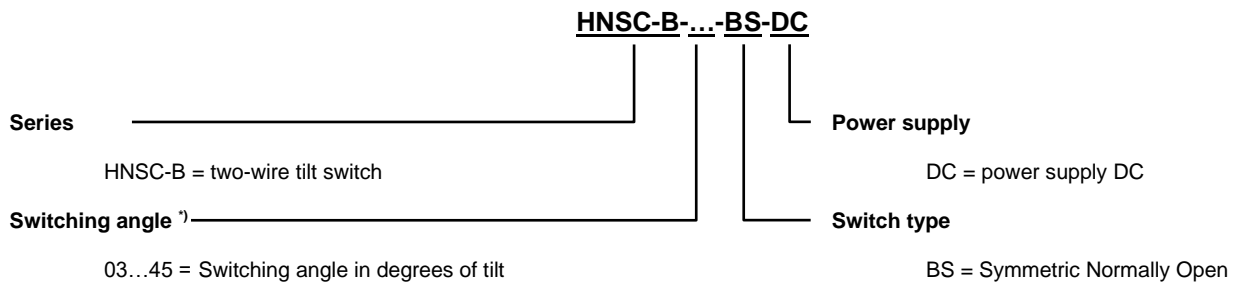 HNSC-B-…-BS-DC
Series
Power supply
HNSC-B = two-wire tilt switch
DC = power supply DC
Switching angle *)
Switch type
03…45 = Switching angle in degrees of tilt
BS = Symmetric Normally Open